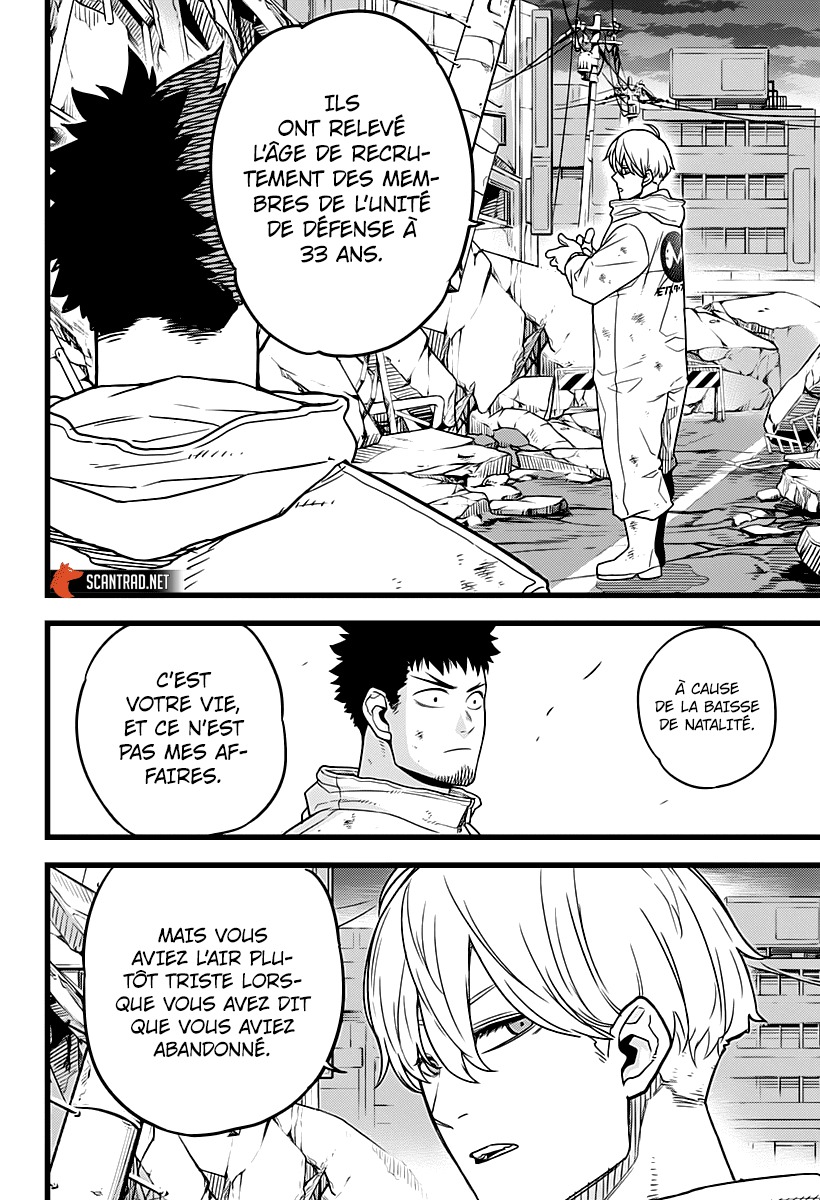 ILS
ONT RELEVÉ
L'ÂGE DE RECRU-
TEMENT DES MEM-
BRES DE L'UNITÉ
DE DÉFENSE À
33 ANS.
SCANTRAD.NET
À CAUSE
DE LA BAISSE
DE NATALITÉ.
C'EST
VOTRE VIE,
ET CE N'EST
PAS MES AF-
FAIRES.
MAIS VOUS
AVIEZ L'AIR PLU-
TÔT TRISTE LORS-
QUE VOUS AVEZ DIT
QUE VOUS AVIEZ
ABANDONNÉ.